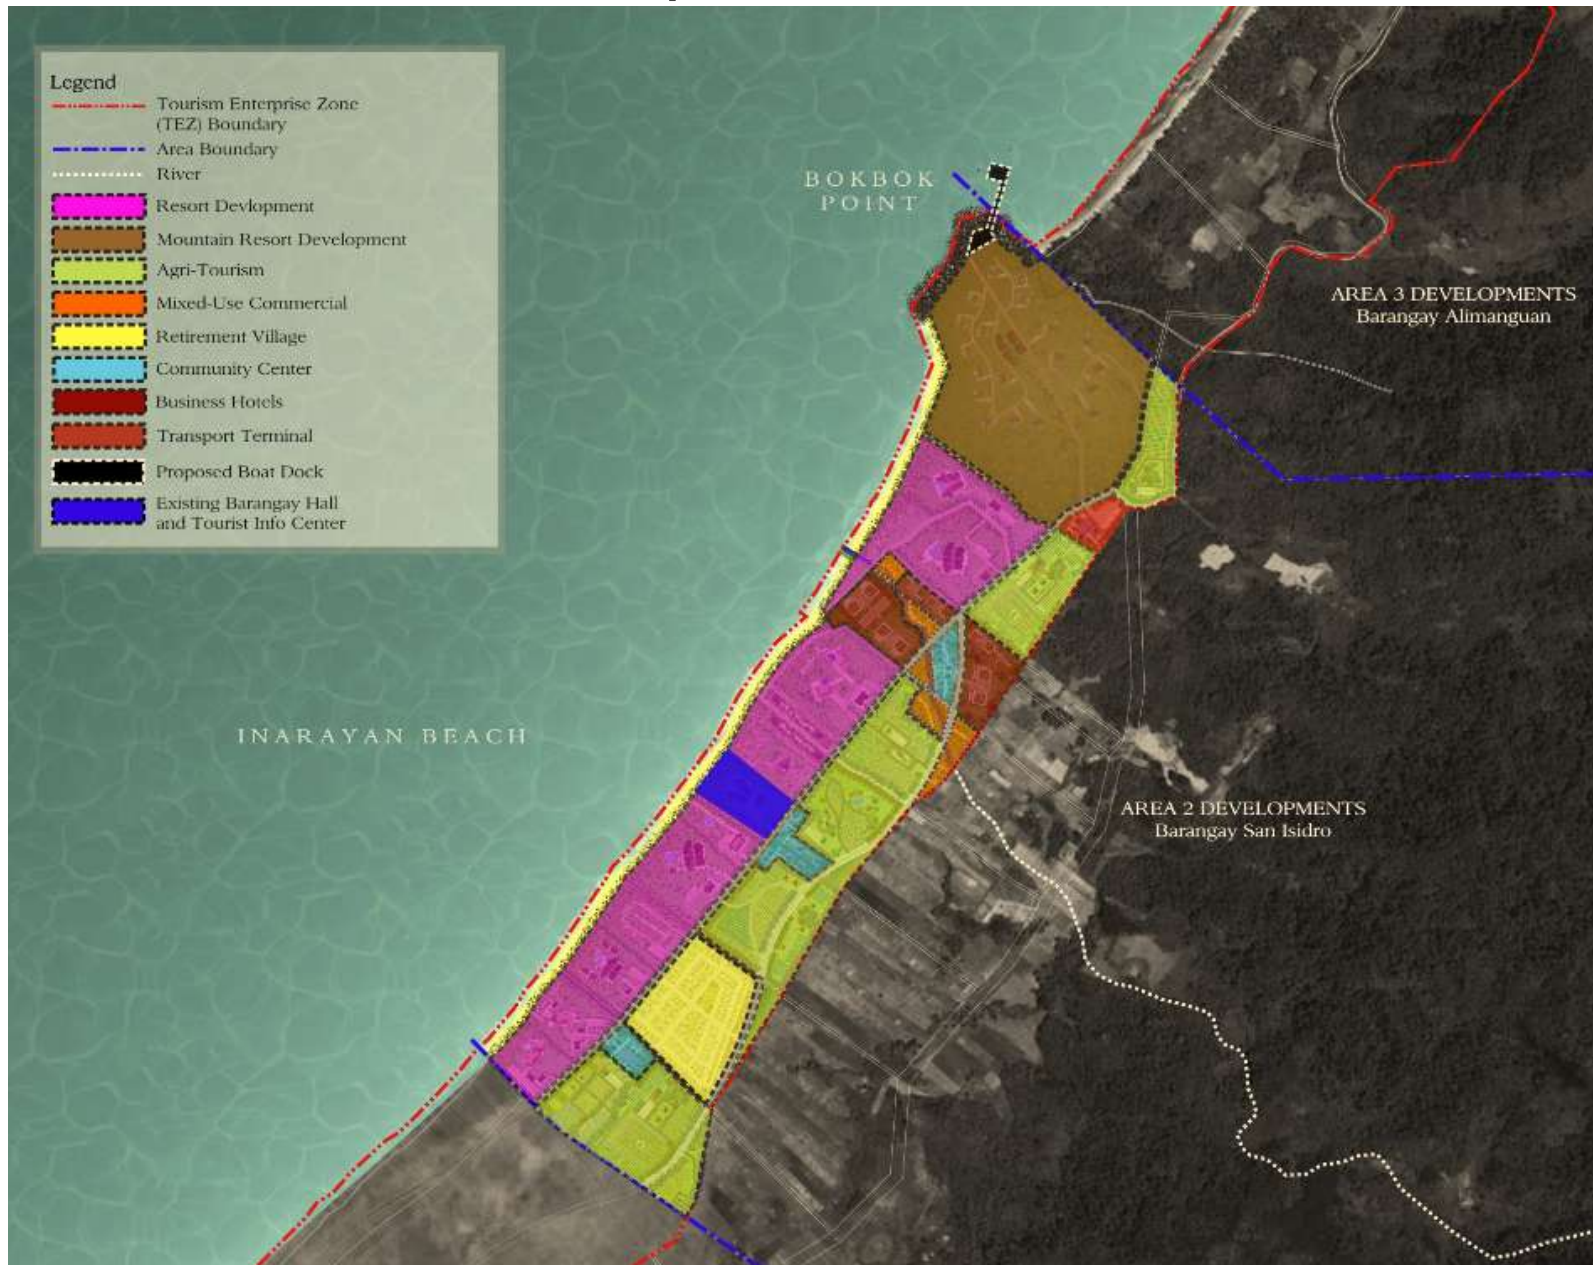 Legend
Tourism Enterprise Zone
(TEZ) Boundary
Area Boundary
River
Resort Devlopment
Mountain Resort Development
Agri-Tourism
Mixed-Use Commercial
Retirement Village
Community Center
Business Hotels
Transport Terminal
Proposed Boat Dock
Existing Barangay Hall
and Tourist Info Center
BOKBOK
POINT
AREA 3 DEVELOPMENTS
Barangay Alimanguan
INARAYAN BEACH
AREA 2 DEVELOPMENTS
Barangay San Isidro